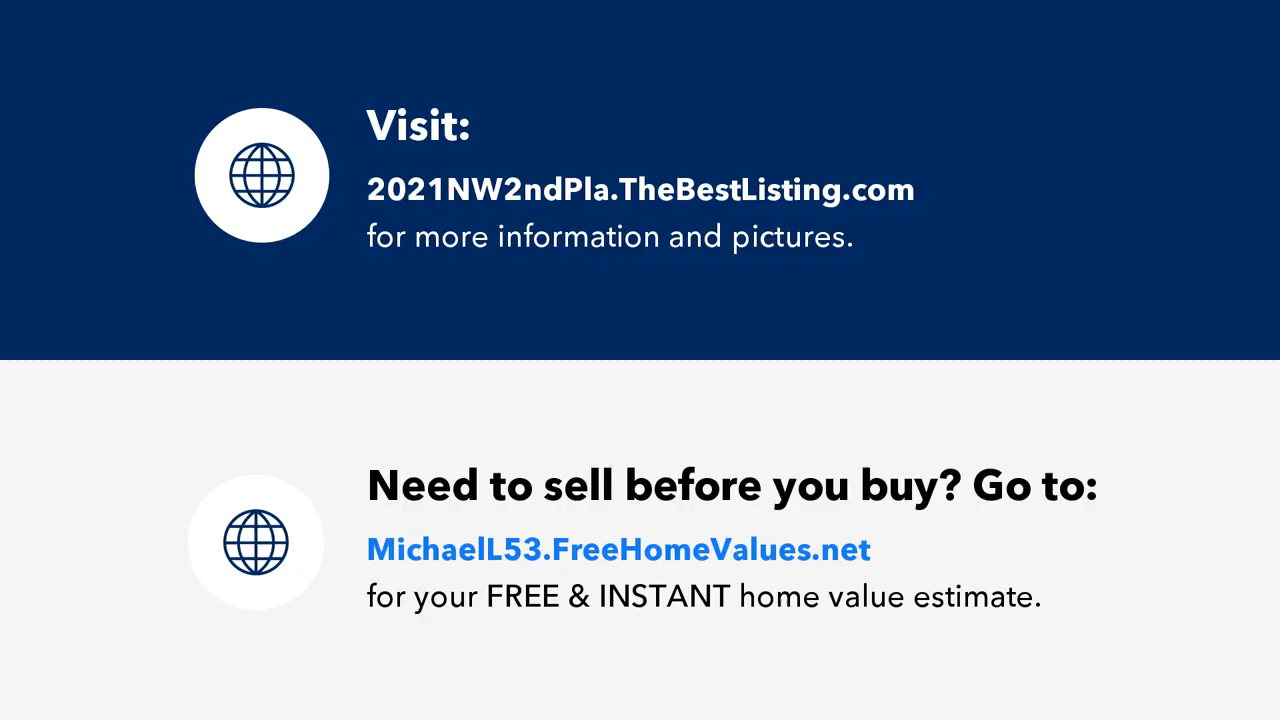 Visit:
2021NW2ndPla.TheBestListing.com
for more information and pictures.
Need to sell before you buy? Go to:
MichaelL53.FreeHomeValues.net
for your FREE & INSTANT home value estimate.